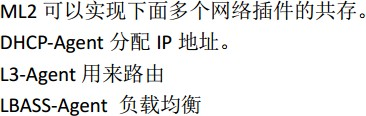 ML2 可以实现下面多个网络插件的共存。
DHCP-Agent 分配 IP 地址。
L3-Agent 用来路由
LBASS-Agent 负载均衡